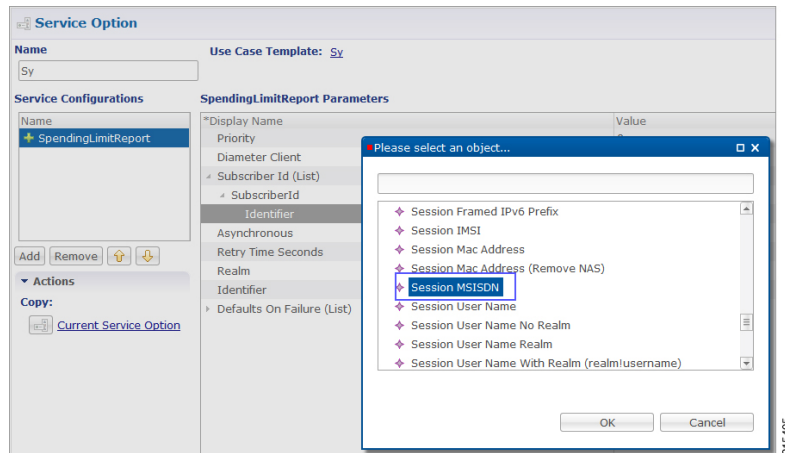 Service Option
Name
Use Case Template: Sy
Sy
Service Configurations
SpendingLimitReport Parameters
Name
*Display Name
Value
SpendingLimitReport
Priority
Diameter Client
Subscriber Id (List)
SubscriberId
Identifier
Asynchronous
Retry Time Seconds
Realm
Identifier
Defaults On Failure (List)
Add Remove
Actions
Copy:
Current Service Option
Please select an object...
Session Framed IPv6 Prefix
Session IMSI
Session Mac Address
Session Mac Address (Remove NAS)
Session MSISDN
Session User Name
Session User Name No Realm
Session User Name Realm
Session User Name With Realm (realm!username)
OK Cancel